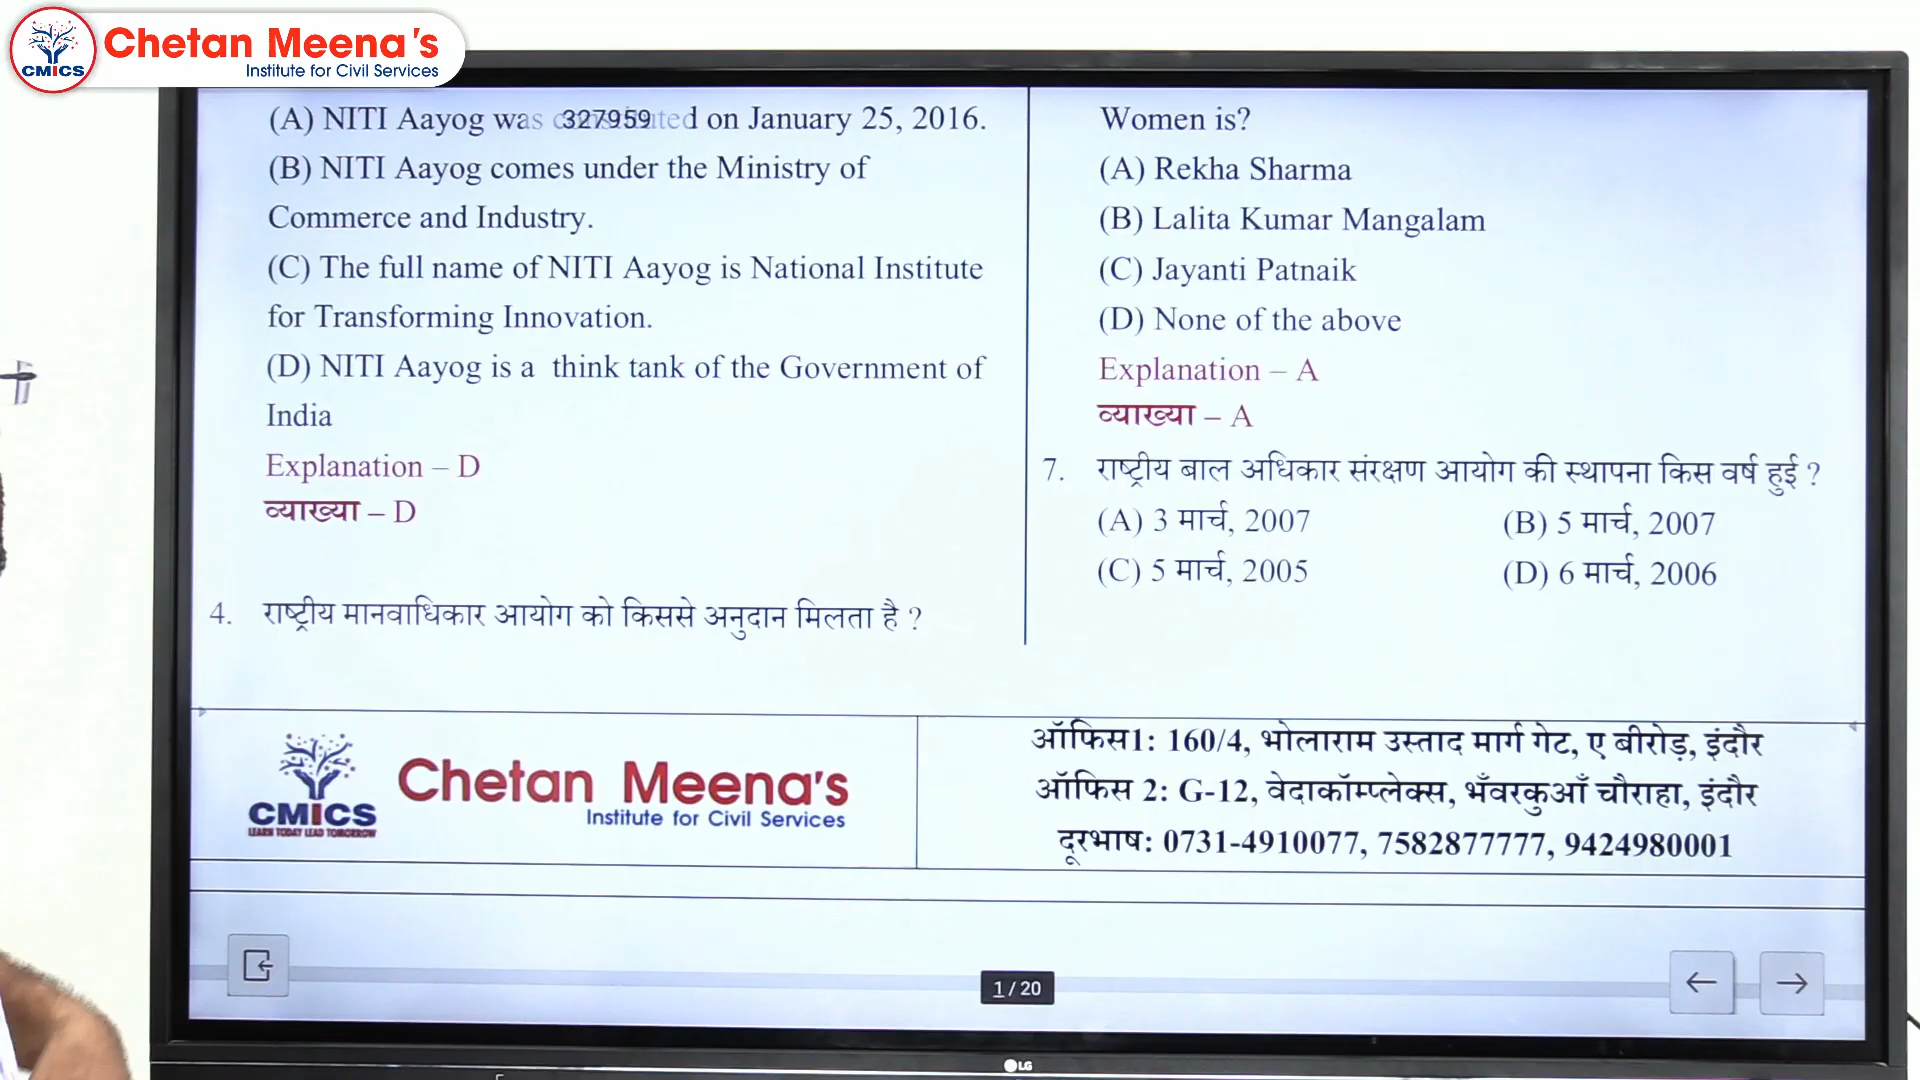 Chetan Meena's
Institute for Civil Services
CMICS
(A) NITI Aayog was 327959 on January 25, 2016.
(B) NITI Aayog comes under the Ministry of
Commerce and Industry.
(C) The full name of NITI Aayog is National Institute
for Transforming Innovation.
(D) NITI Aayog is a think tank of the Government of
India
Explanation – D
व्याख्या – D
4. राष्ट्रीय मानवाधिकार आयोग को किससे अनुदान मिलता है ?
Women is?
(A) Rekha Sharma
(B) Lalita Kumar Mangalam
(C) Jayanti Patnaik
(D) None of the above
Explanation – A
व्याख्या – A
7. राष्ट्रीय बाल अधिकार संरक्षण आयोग की स्थापना किस वर्ष हुई ?
(A) 3 मार्च, 2007 (B) 5 मार्च, 2007
(C) 5 मार्च, 2005 (D) 6 मार्च, 2006
CMICS
LEARN TODAY LEAD TOMORROW
Chetan Meena's
Institute for Civil Services
ऑफिस1: 160/4, भोलाराम उस्ताद मार्ग गेट, ए बीरोड़, इंदौर
ऑफिस 2: G-12, वेदाकॉम्प्लेक्स, भँवरकुआँ चौराहा, इंदौर
दूरभाष: 0731-4910077, 7582877777, 9424980001
1 / 20
LG